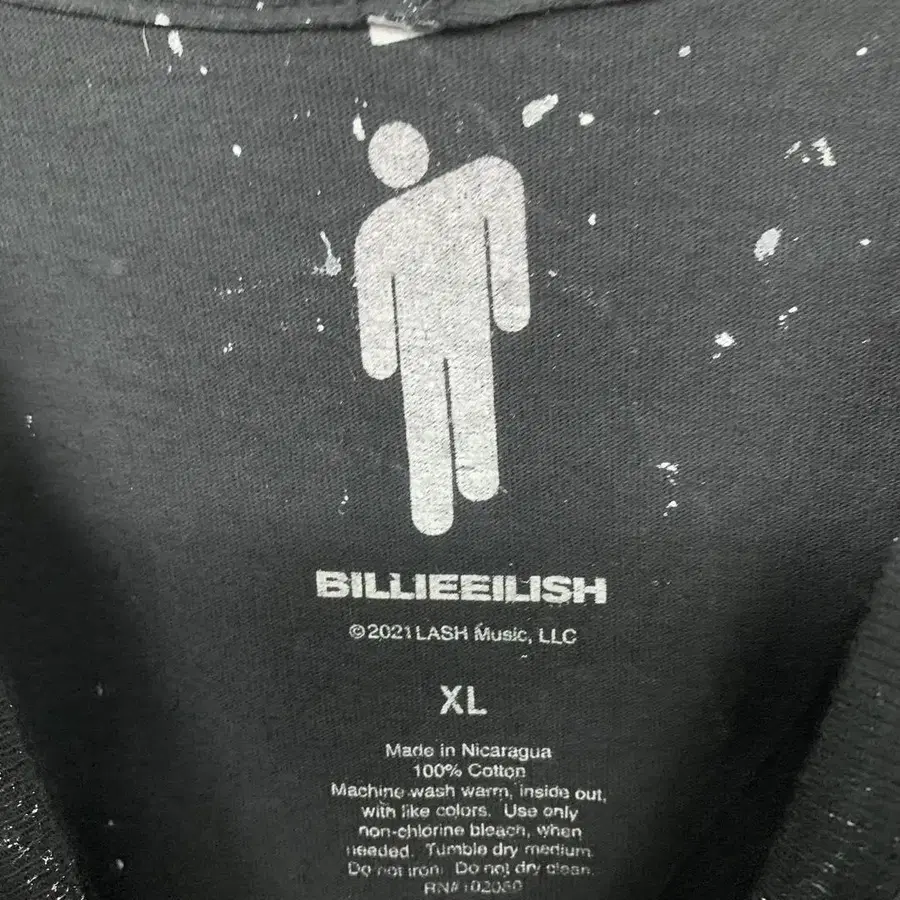 BILLIEEILISH
©2021 LASH Music, LLC
XL
Made in Nicaragua
100% Cotton
Machine wash warm, inside out,
with like colors. Use only
non-chlorine bleach, when
needed. Tumble dry medium.
Do not iron. Do not dry clean.